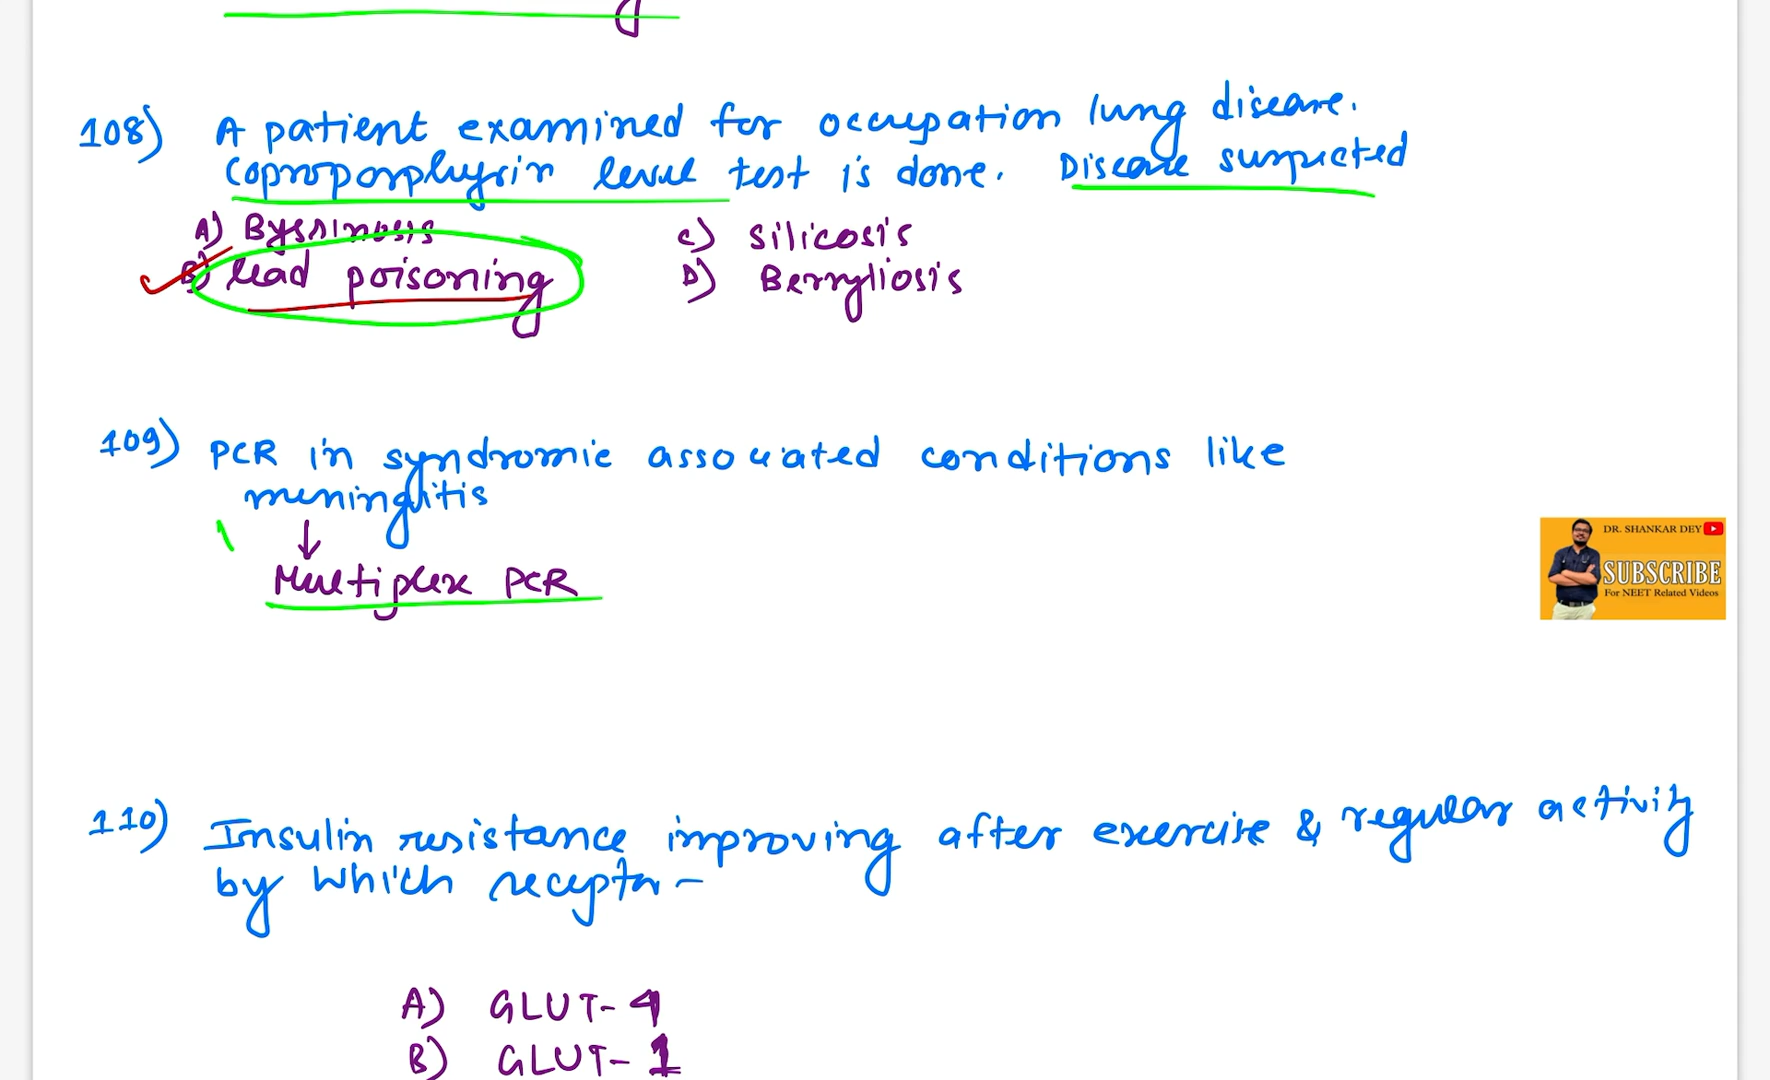 108) A patient examined for occupation lung disease.
Coproporphyrin level test is done. Disease suspected
A) Byssinosis c) Silicosis
B) lead poisoning D) Berryliosis
109) PCR in syndromic associated conditions like
meningitis
↓
Multiplex PCR
DR. SHANKAR DEY
SUBSCRIBE
For NEET Related Videos
110) Insulin resistance improving after exercise & regular activity
by which receptor -
A) GLUT-4
B) GLUT-1